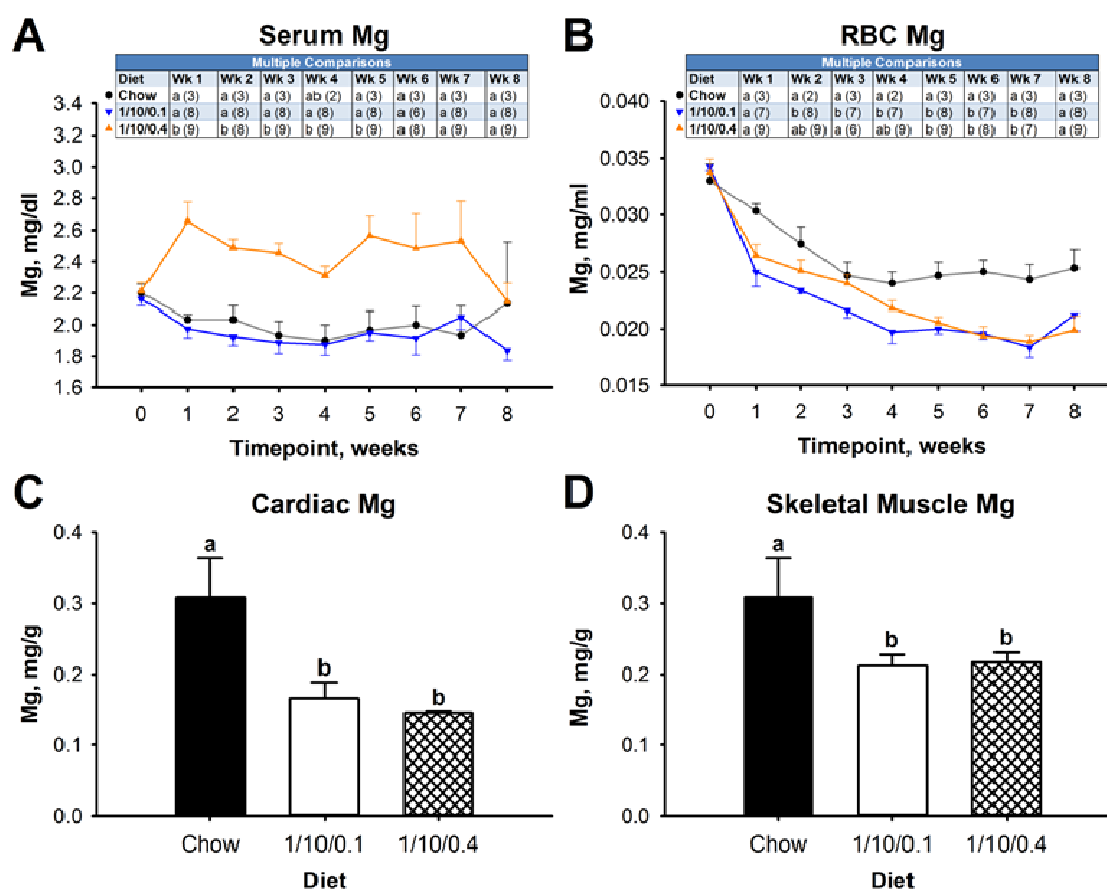 A
Serum Mg
Multiple Comparisons
Diet Wk 1 Wk 2 Wk 3 Wk 4 Wk 5 Wk 6 Wk 7 Wk 8
Chow a (3) a (3) a (3) ab (2) a (3) a (3) a (3) a (3)
1/10/0.1 a (8) a (8) a (8) a (8) a (8) a (6) a (8) a (8)
1/10/0.4 b (9) b (8) b (9) b (9) b (9) a (8) a (9) a (9)
3.4
3.2
3.0
2.8
2.6
2.4
2.2
2.0
1.8
1.6
Mg, mg/dl
0 1 2 3 4 5 6 7 8
Timepoint, weeks
B
RBC Mg
Multiple Comparisons
Diet Wk 1 Wk 2 Wk 3 Wk 4 Wk 5 Wk 6 Wk 7 Wk 8
Chow a (3) a (2) a (3) a (2) a (3) a (3) a (3) a (3)
1/10/0.1 a (7) b (8) b (7) b (7) b (8) b (7) b (8) a (8)
1/10/0.4 a (9) ab (9) a (6) ab (9) b (9) b (8) b (7) a (9)
0.040
0.035
0.030
0.025
0.020
0.015
Mg, mg/ml
0 1 2 3 4 5 6 7 8
Timepoint, weeks
C
Cardiac Mg
0.4
0.3
0.2
0.1
0.0
Mg, mg/g
a
b
b
Chow 1/10/0.1 1/10/0.4
Diet
D
Skeletal Muscle Mg
0.4
0.3
0.2
0.1
0.0
Mg, mg/g
a
b
b
Chow 1/10/0.1 1/10/0.4
Diet